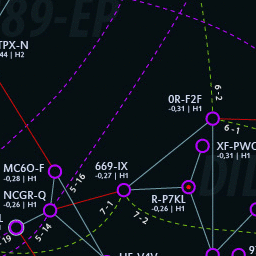 89-EP
TPX-N
,44 | H2
0R-F2F
-0,31 | H1
6 - 2
6 - 1
XF-PWO
-0,31 | H1
669-IX
-0,27 | H1
MC6O-F
-0,28 | H1
5 - 16
NCGR-Q
-0,26 | H1
R-P7KL
-0,26 | H1
7 - 1
7 - 2
5 - 14
19